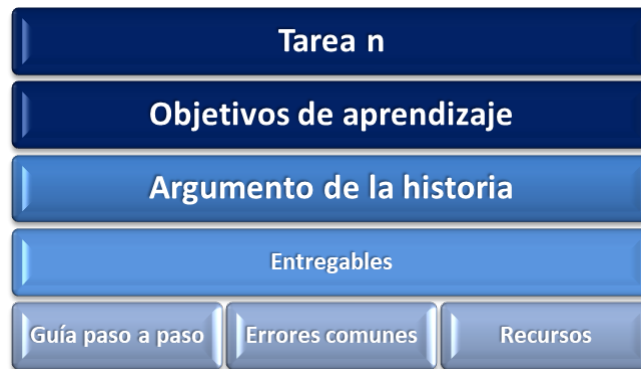 Tarea n
Objetivos de aprendizaje
Argumento de la historia
Entregables
Guía paso a paso
Errores comunes
Recursos